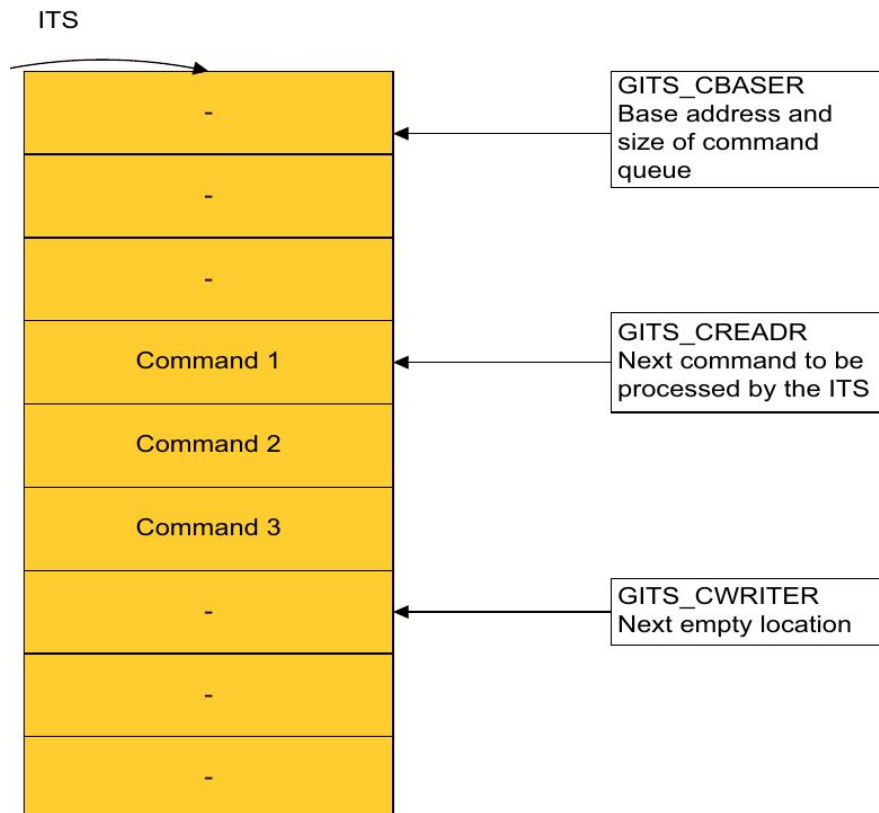 ITS
-
-
-
Command 1
Command 2
Command 3
-
-
-
GITS_CBASER
Base address and
size of command
queue
GITS_CREADR
Next command to be
processed by the ITS
GITS_CWRITER
Next empty location